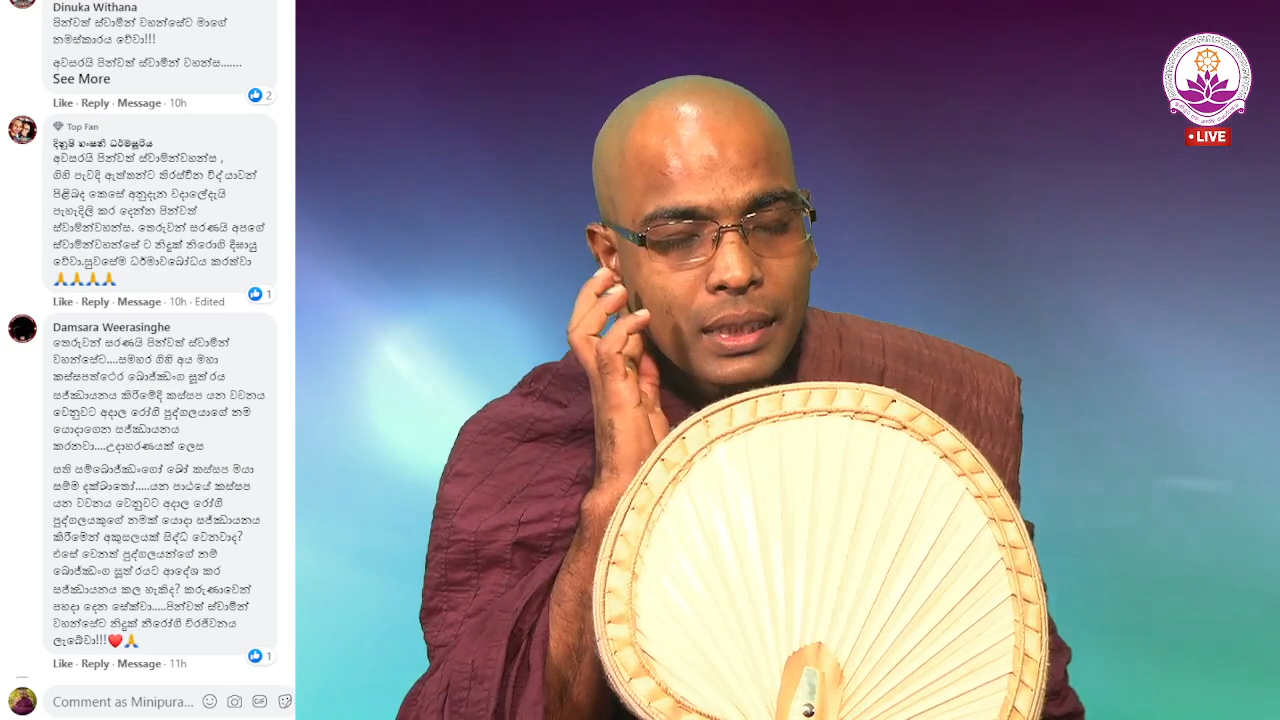 Dinuka Withana
පින්වත් ස්වාමීන් වහන්සේට මාගේ
නමස්කාරය වේවා!!!
අවසරයි පින්වත් ස්වාමීන් වහන්ස.......
See More
Like · Reply · Message · 10h
2
Top Fan
දිනූෂි හංසනී ධර්මසූරිය
අවසරයි පින්වත් ස්වාමින්වහන්ස ,
ගිහි පැවදි ඇත්තන්ට තිරස්චීන විද් යාවන්
පිළිබද කෙසේ අනුදැන වදාලේදැයි
පැහැදිලි කර දෙන්න පින්වත්
ස්වාමින්වහන්ස. තෙරුවන් සරණයි අපගේ
ස්වාමින්වහන්සේ ට නිදුක් නිරොගි දිඝායු
වේවා.සුවසේම ධර්මාවබෝධය කරත්වා
🙏🙏🙏🙏
Like · Reply · Message · 10h · Edited
1
Damsara Weerasinghe
තෙරුවන් සරණයි පින්වත් ස්වාමීන්
වහන්සේට....සමහර ගිහි අය මහා
කස්සපත්ථෙර බොජ්ඣංග සූත් රය
සජ්ඣායනය කිරීමේදී කස්සප යන වචනය
වෙනුවට අදාල රෝගී පුද්ගලයාගේ නම
යොදාගෙන සජ්ඣායනය
කරනවා....උදාහරණයක් ලෙස
සති සම්බොජ්ඣංගෝ ඛෝ කස්සප මයා
සම්ම දක්ඛාතෝ.....යන පාඨයේ කස්සප
යන වචනය වෙනුවට අදාල රෝගී
පුද්ගලයකුගේ නමක් යොදා සජ්ඣායනය
කිරීමෙන් අකුසලයක් සිද්ධ වෙනවාද?
එසේ වෙනත් පුද්ගලයන්ගේ නම්
බොජ්ඣංග සූත් රයට ආදේශ කර
සජ්ඣායනය කල හැකිද? කරුණාවෙන්
පහදා දෙන සේක්වා.....පින්වත් ස්වාමීන්
වහන්සේට නිදුක් නිරෝගී චිරජීවනය
ලැබේවා!!!❤️🙏
Like · Reply · Message · 11h
1
Comment as Minipura...
GIF
• LIVE